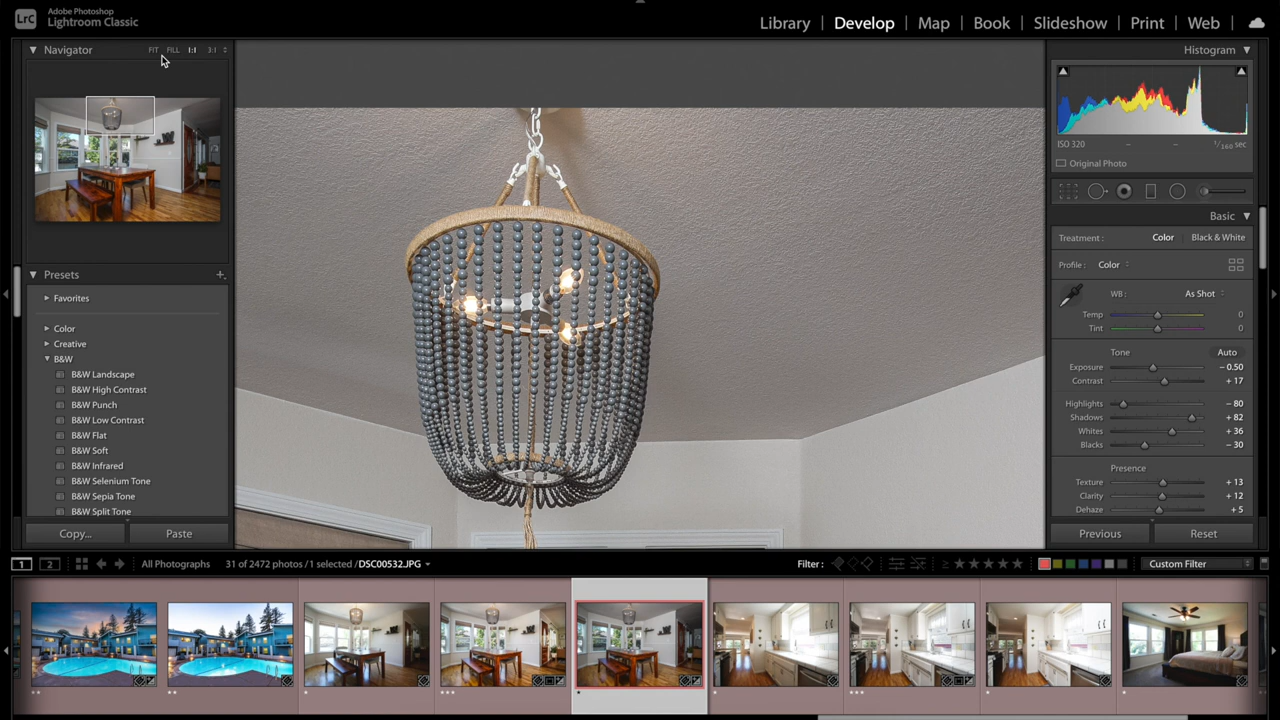 LrC
Adobe Photoshop
Lightroom Classic
Library | Develop | Map | Book | Slideshow | Print | Web
Navigator FIT FILL 1:1 3:1
Histogram
ISO 320 – – 1/160 sec
Original Photo
Basic
Treatment : Color Black & White
Profile : Color
WB : As Shot
Temp 0
Tint 0
Tone Auto
Exposure – 0.50
Contrast + 17
Highlights – 80
Shadows + 82
Whites + 36
Blacks – 30
Presence
Texture + 13
Clarity + 12
Dehaze + 5
Previous Reset
Presets +
Favorites
Color
Creative
B&W
B&W Landscape
B&W High Contrast
B&W Punch
B&W Low Contrast
B&W Flat
B&W Soft
B&W Infrared
B&W Selenium Tone
B&W Sepia Tone
B&W Split Tone
Copy... Paste
1 2 All Photographs 31 of 2472 photos / 1 selected / DSC00532.JPG Filter : ≥ ★★★★★ Custom Filter
★★ ★★ ★ ★★★ ★ ★ ★★★ ★ ★